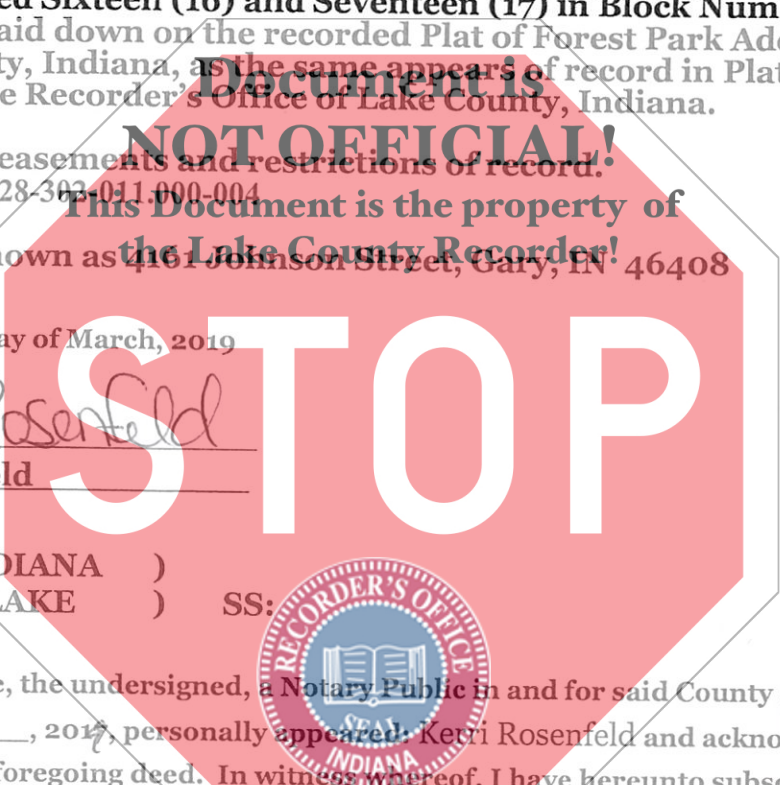 ed Sixteen (16) and Seventeen (17) in Block Num
aid down on the recorded Plat of Forest Park Add
ty, Indiana, as the same appears of record in Plat
e Recorder's Office of Lake County, Indiana.
Document is
NOT OFFICIAL!
This Document is the property of
the Lake County Recorder!
easements and restrictions of record.
28-302-011.000-004
own as 4161 Johnson Street, Gary, IN 46408
ay of March, 2019
STOP
osenfeld
ld
DIANA )
AKE ) SS:
RECORDER'S OFFICE
SEAL
INDIANA
e, the undersigned, a Notary Public in and for said County
, 2019, personally appeared: Kerri Rosenfeld and ackno
foregoing deed. In witness whereof, I have hereunto subsc